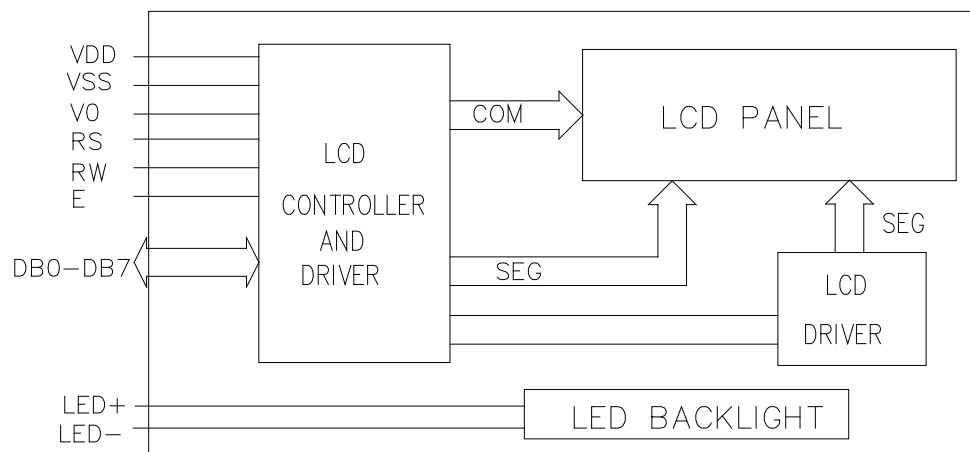 VDD
VSS
V0
RS
RW
E
DB0-DB7
LED+
LED-
LCD
CONTROLLER
AND
DRIVER
COM
SEG
LCD PANEL
SEG
LCD
DRIVER
LED BACKLIGHT